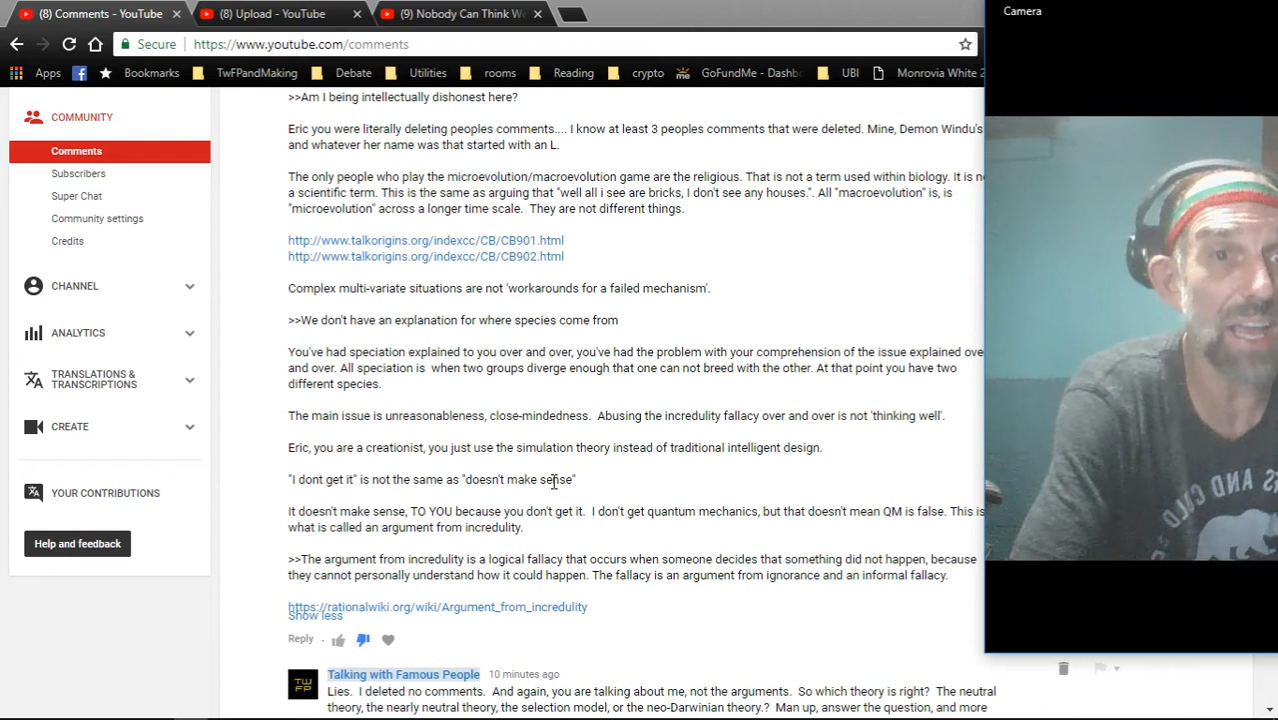 (8) Comments - YouTube
(8) Upload - YouTube
(9) Nobody Can Think We
Camera
Secure
https://www.youtube.com/comments
Apps
Bookmarks
TwFPandMaking
Debate
Utilities
rooms
Reading
crypto
me
GoFundMe - Dashbo
UBI
Monrovia White 2
COMMUNITY
Comments
Subscribers
Super Chat
Community settings
Credits
CHANNEL
ANALYTICS
TRANSLATIONS &
TRANSCRIPTIONS
CREATE
YOUR CONTRIBUTIONS
Help and feedback
>>Am I being intellectually dishonest here?
Eric you were literally deleting peoples comments.... I know at least 3 peoples comments that were deleted. Mine, Demon Windu's
and whatever her name was that started with an L.
The only people who play the microevolution/macroevolution game are the religious. That is not a term used within biology. It is no
a scientific term. This is the same as arguing that "well all i see are bricks, I don't see any houses.". All "macroevolution" is, is
"microevolution" across a longer time scale.  They are not different things.
http://www.talkorigins.org/indexcc/CB/CB901.html
http://www.talkorigins.org/indexcc/CB/CB902.html
Complex multi-variate situations are not 'workarounds for a failed mechanism'.
>>We don't have an explanation for where species come from
You've had speciation explained to you over and over, you've had the problem with your comprehension of the issue explained ove
and over. All speciation is  when two groups diverge enough that one can not breed with the other. At that point you have two
different species.
The main issue is unreasonableness, close-mindedness.  Abusing the incredulity fallacy over and over is not 'thinking well'.
Eric, you are a creationist, you just use the simulation theory instead of traditional intelligent design.
"I dont get it" is not the same as "doesn't make sense"
It doesn't make sense, TO YOU because you don't get it.  I don't get quantum mechanics, but that doesn't mean QM is false. This is
what is called an argument from incredulity.
>>The argument from incredulity is a logical fallacy that occurs when someone decides that something did not happen, because
they cannot personally understand how it could happen. The fallacy is an argument from ignorance and an informal fallacy.
https://rationalwiki.org/wiki/Argument_from_incredulity
Show less
Reply
TW
FP
Talking with Famous People 10 minutes ago
Lies.  I deleted no comments.  And again, you are talking about me, not the arguments.  So which theory is right?  The neutral
theory, the nearly neutral theory, the selection model, or the neo-Darwinian theory.?  Man up, answer the question, and more